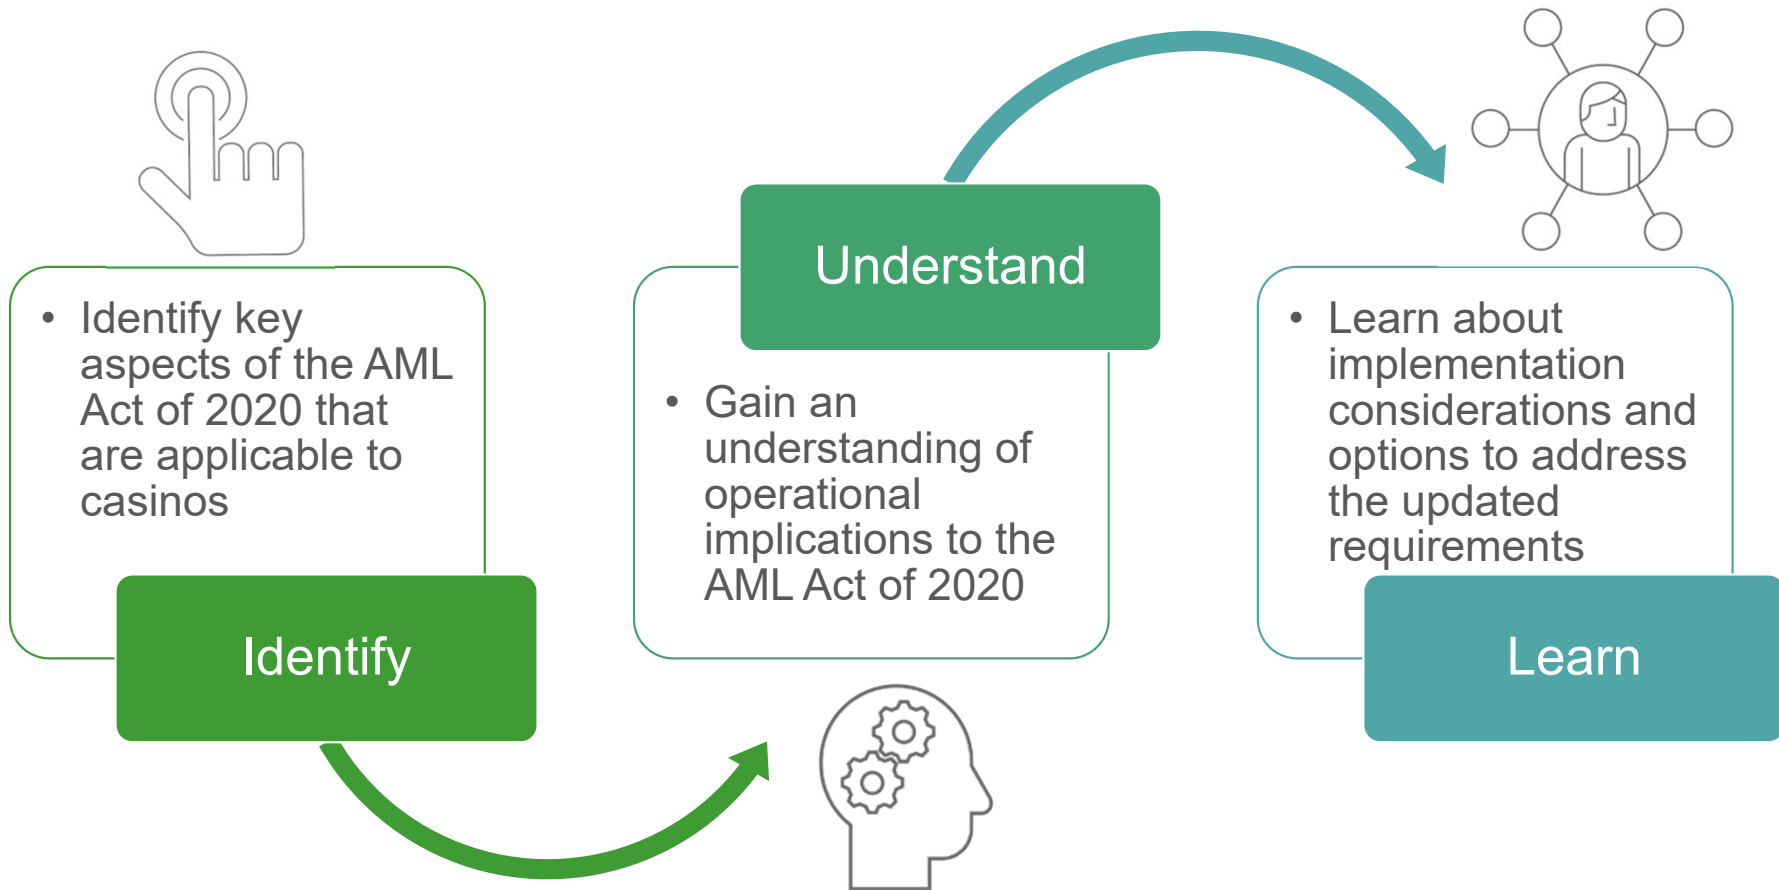 • Identify key
aspects of the AML
Act of 2020 that
are applicable to
casinos
Identify
Understand
• Gain an
understanding of
operational
implications to the
AML Act of 2020
• Learn about
implementation
considerations and
options to address
the updated
requirements
Learn